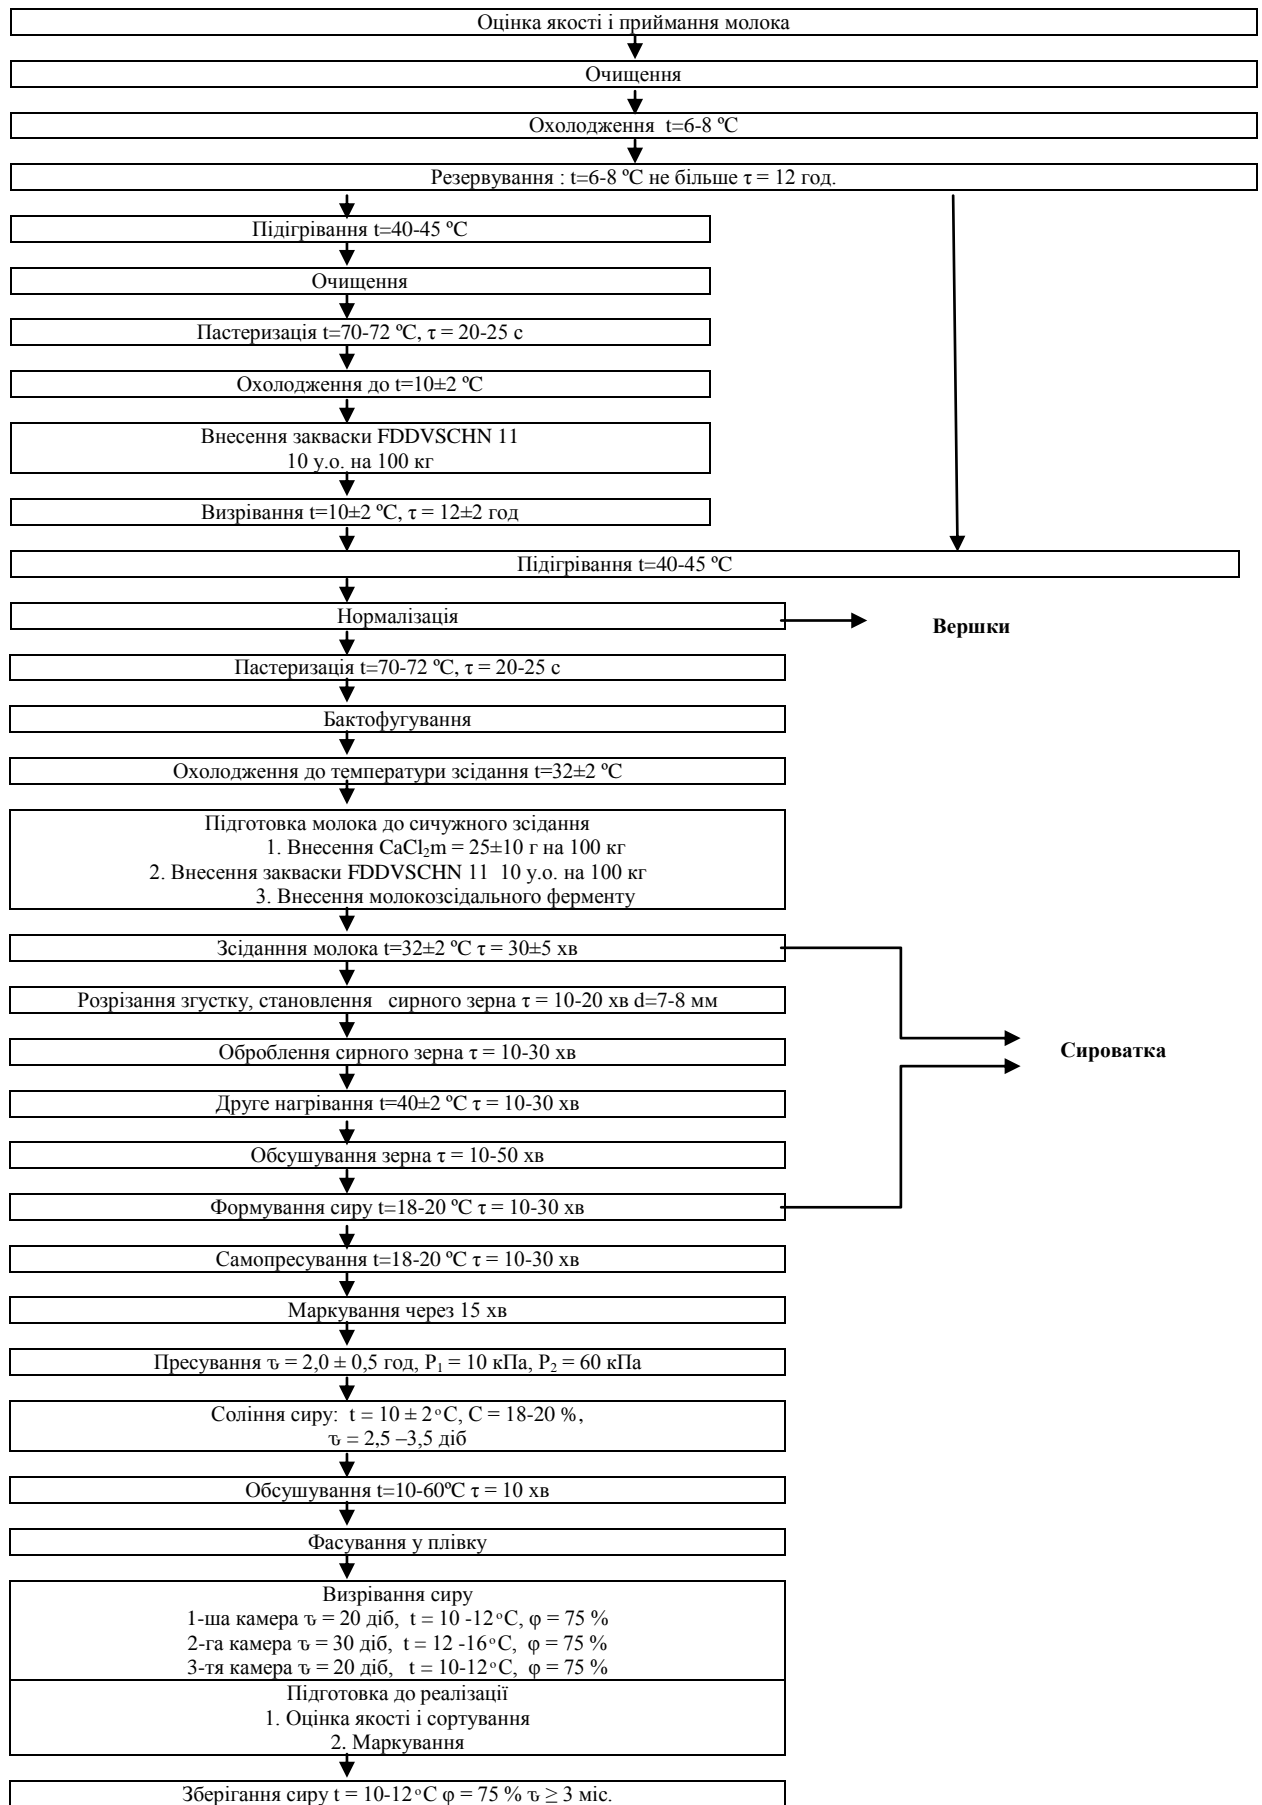 Оцінка якості і приймання молока
Очищення
Охолодження t=6-8 ºС
Резервування : t=6-8 ºС не більше τ = 12 год.
Підігрівання t=40-45 ºС
Очищення
Пастеризація t=70-72 ºС, τ = 20-25 с
Охолодження до t=10±2 ºС
Внесення закваски FDDVSCHN 11
10 у.о. на 100 кг
Визрівання t=10±2 ºС, τ = 12±2 год
Підігрівання t=40-45 ºС
Нормалізація
Вершки
Пастеризація t=70-72 ºС, τ = 20-25 с
Бактофугування
Охолодження до температури зсідання t=32±2 ºС
Підготовка молока до сичужного зсідання
1. Внесення CaCl₂m = 25±10 г на 100 кг
2. Внесення закваски FDDVSCHN 11 10 у.о. на 100 кг
3. Внесення молокозсідального ферменту
Зсіданння молока t=32±2 ºС τ = 30±5 хв
Розрізання згустку, становлення сирного зерна τ = 10-20 хв d=7-8 мм
Оброблення сирного зерна τ = 10-30 хв
Сироватка
Друге нагрівання t=40±2 ºС τ = 10-30 хв
Обсушування зерна τ = 10-50 хв
Формування сиру t=18-20 ºС τ = 10-30 хв
Самопресування t=18-20 ºС τ = 10-30 хв
Маркування через 15 хв
Пресування τ = 2,0 ± 0,5 год, Р₁ = 10 кПа, Р₂ = 60 кПа
Соління сиру: t = 10 ± 2°С, С = 18-20 %,
τ = 2,5 –3,5 діб
Обсушування t=10-60ºС τ = 10 хв
Фасування у плівку
Визрівання сиру
1-ша камера τ = 20 діб, t = 10 -12°С, φ = 75 %
2-га камера τ = 30 діб, t = 12 -16°С, φ = 75 %
3-тя камера τ = 20 діб, t = 10-12°С, φ = 75 %
Підготовка до реалізації
1. Оцінка якості і сортування
2. Маркування
Зберігання сиру t = 10-12°С φ = 75 % τ ≥ 3 міс.